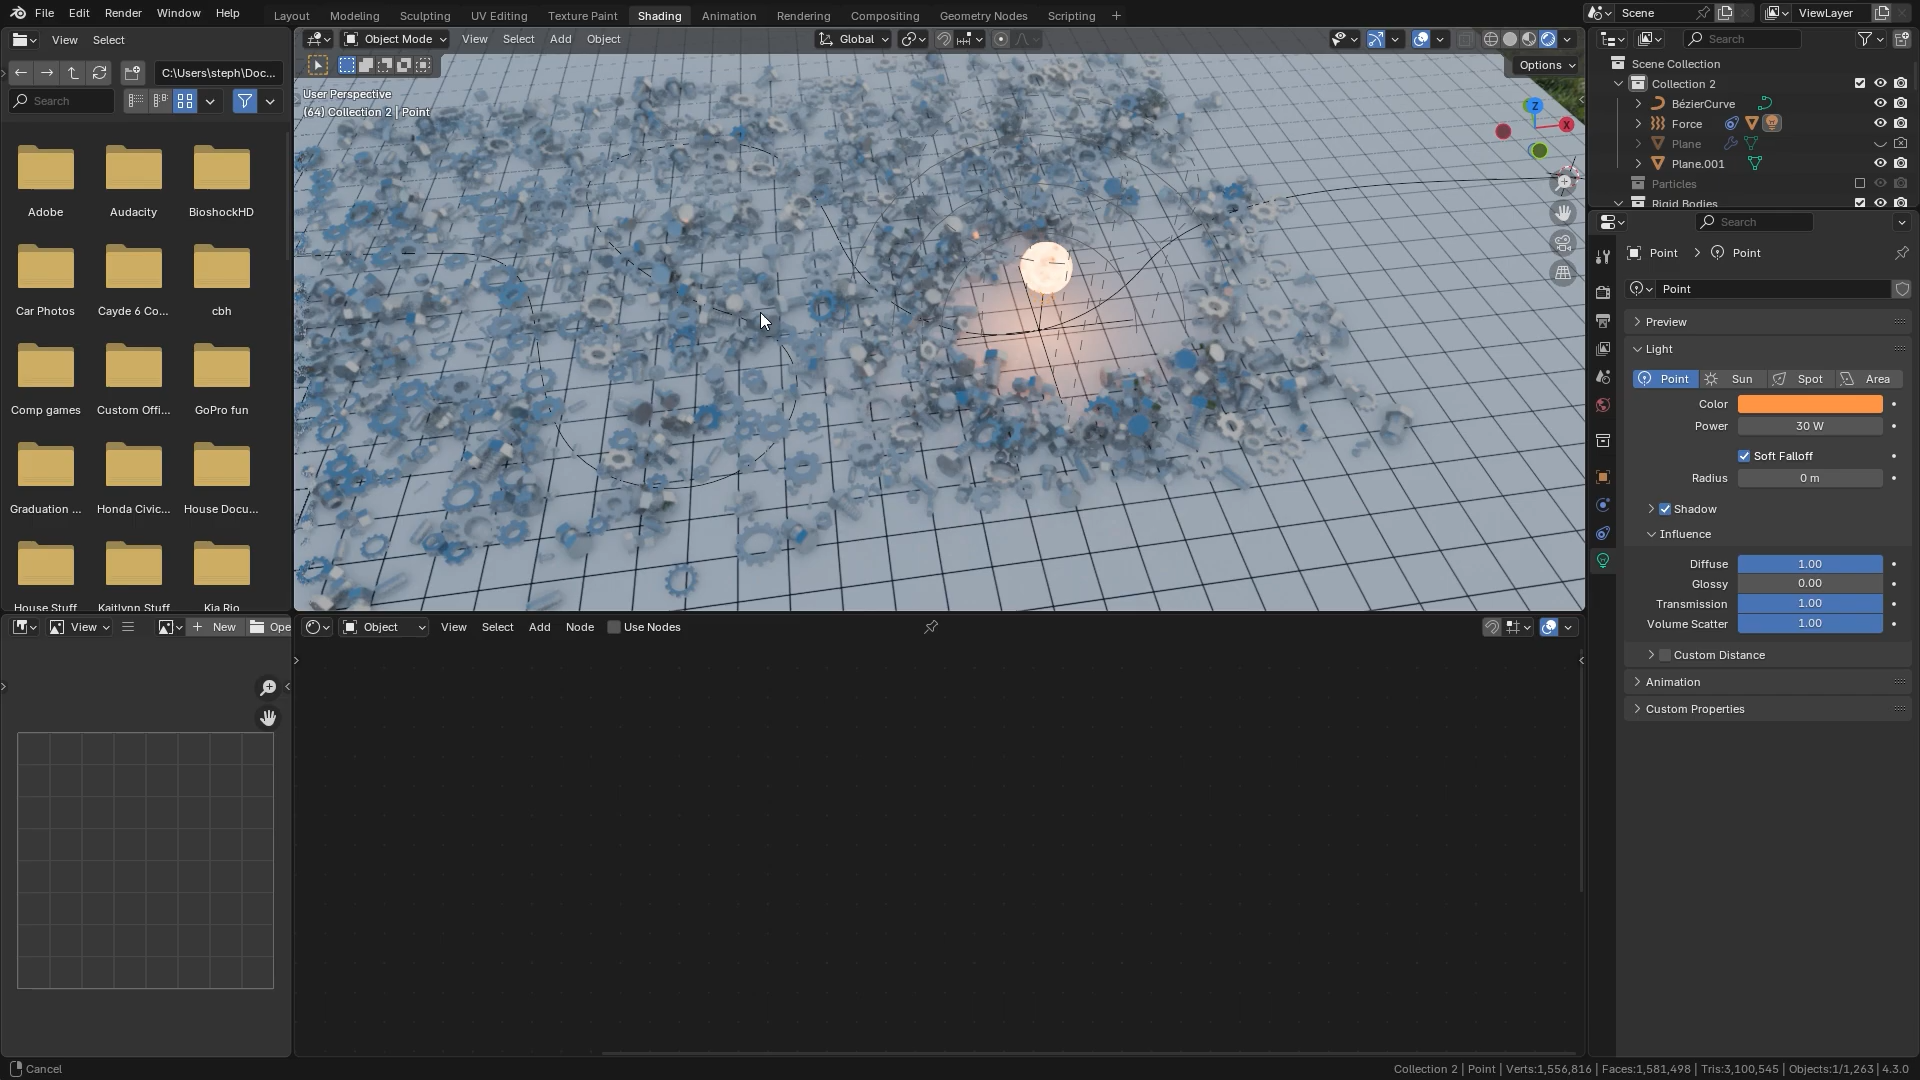 File Edit Render Window Help
Layout Modeling Sculpting UV Editing Texture Paint Shading Animation Rendering Compositing Geometry Nodes Scripting
Scene
ViewLayer
View Select
C:\Users\steph\Doc...
Search
Adobe Audacity BioshockHD
Car Photos Cayde 6 Co... cbh
Comp games Custom Offi... GoPro fun
Graduation ... Honda Civic... House Docu...
House Stuff Kaitlynn Stuff Kia Rio
Object Mode View Select Add Object
Global
Options
User Perspective
(64) Collection 2 | Point
Z
X
Search
Scene Collection
Collection 2
BézierCurve
Force
Plane
Plane.001
Particles
Rigid Bodies
Search
Point Point
Point
Preview
Light
Point Sun Spot Area
Color
Power 30 W
Soft Falloff
Radius 0 m
Shadow
Influence
Diffuse 1.00
Glossy 0.00
Transmission 1.00
Volume Scatter 1.00
Custom Distance
Animation
Custom Properties
View New Ope
Object View Select Add Node Use Nodes
Cancel
Collection 2 | Point | Verts:1,556,816 | Faces:1,581,498 | Tris:3,100,545 | Objects:1/1,263 | 4.3.0